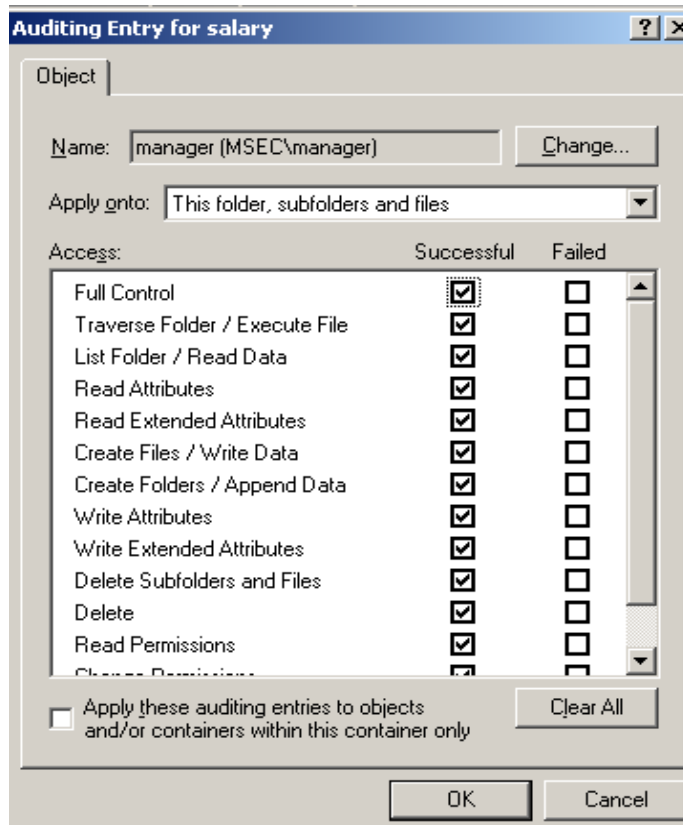 Auditing Entry for salary
Object
Name: manager (MSEC\manager) Change...
Apply onto: This folder, subfolders and files
Access: Successful Failed
Full Control
Traverse Folder / Execute File
List Folder / Read Data
Read Attributes
Read Extended Attributes
Create Files / Write Data
Create Folders / Append Data
Write Attributes
Write Extended Attributes
Delete Subfolders and Files
Delete
Read Permissions
Change Permissions
Apply these auditing entries to objects
and/or containers within this container only
Clear All
OK Cancel